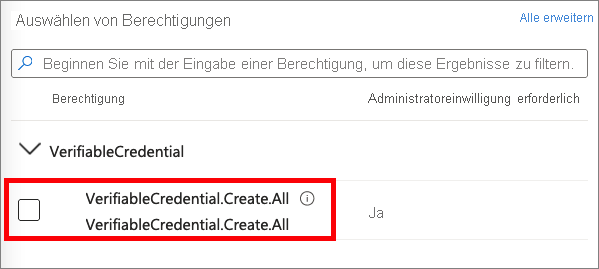 Auswählen von Berechtigungen
Alle erweitern
Beginnen Sie mit der Eingabe einer Berechtigung, um diese Ergebnisse zu filtern.
Berechtigung
Administratoreinwilligung erforderlich
VerifiableCredential
VerifiableCredential.Create.All
VerifiableCredential.Create.All
Ja